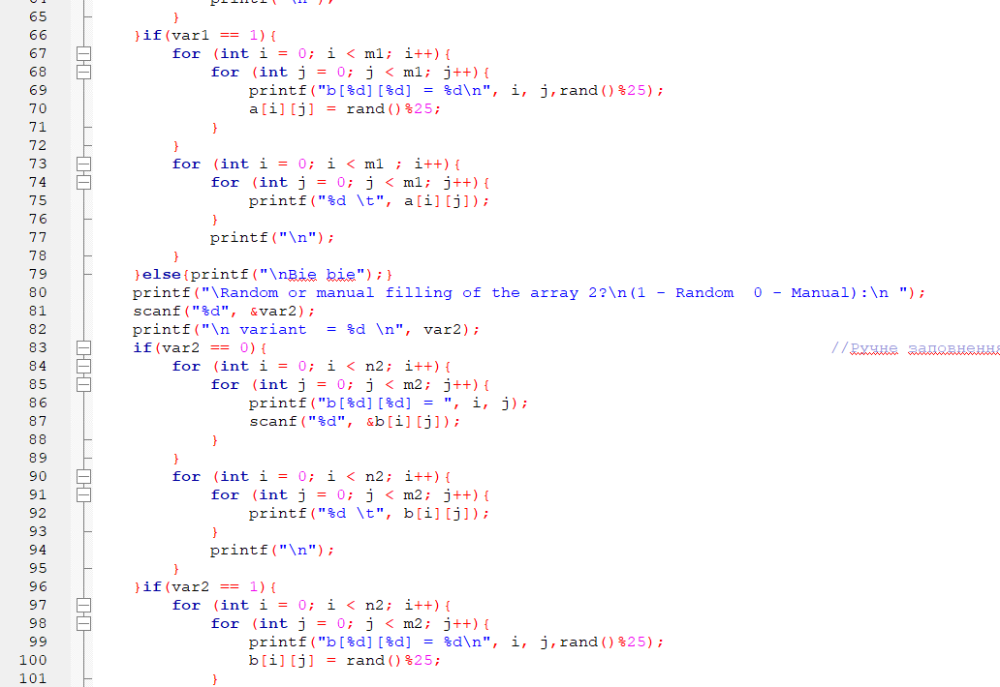 65 }
66 }if(var1 == 1){
67 for (int i = 0; i < m1; i++){
68 for (int j = 0; j < m1; j++){
69 printf("b[%d][%d] = %d\n", i, j,rand()%25);
70 a[i][j] = rand()%25;
71 }
72 }
73 for (int i = 0; i < m1 ; i++){
74 for (int j = 0; j < m1; j++){
75 printf("%d \t", a[i][j]);
76 }
77 printf("\n");
78 }
79 }else{printf("\nBie bie");}
80 printf("\Random or manual filling of the array 2?\n(1 - Random  0 - Manual):\n ");
81 scanf("%d", &var2);
82 printf("\n variant  = %d \n", var2);
83 if(var2 == 0){ //Ручне заповнення
84 for (int i = 0; i < n2; i++){
85 for (int j = 0; j < m2; j++){
86 printf("b[%d][%d] = ", i, j);
87 scanf("%d", &b[i][j]);
88 }
89 }
90 for (int i = 0; i < n2; i++){
91 for (int j = 0; j < m2; j++){
92 printf("%d \t", b[i][j]);
93 }
94 printf("\n");
95 }
96 }if(var2 == 1){
97 for (int i = 0; i < n2; i++){
98 for (int j = 0; j < m2; j++){
99 printf("b[%d][%d] = %d\n", i, j,rand()%25);
100 b[i][j] = rand()%25;
101 }